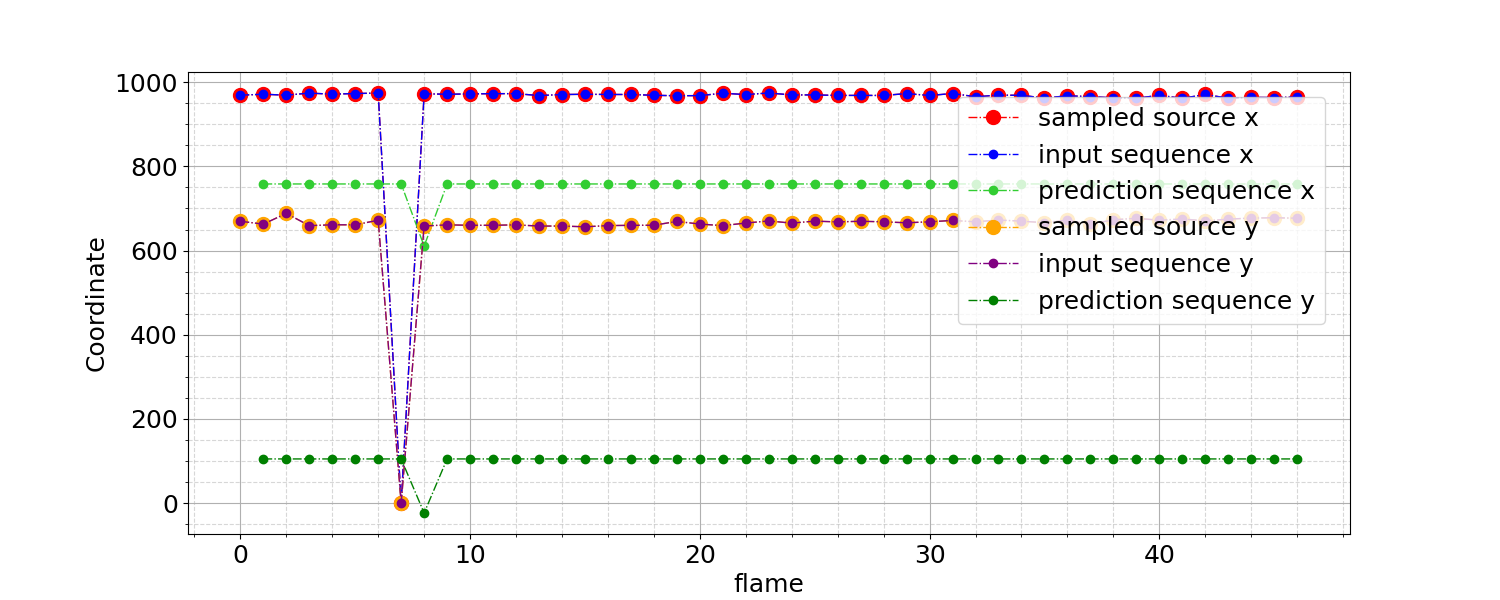 1000
800
600
400
200
0
Coordinate
sampled source x
input sequence x
prediction sequence x
sampled source y
input sequence y
prediction sequence y
0 10 20 30 40
flame